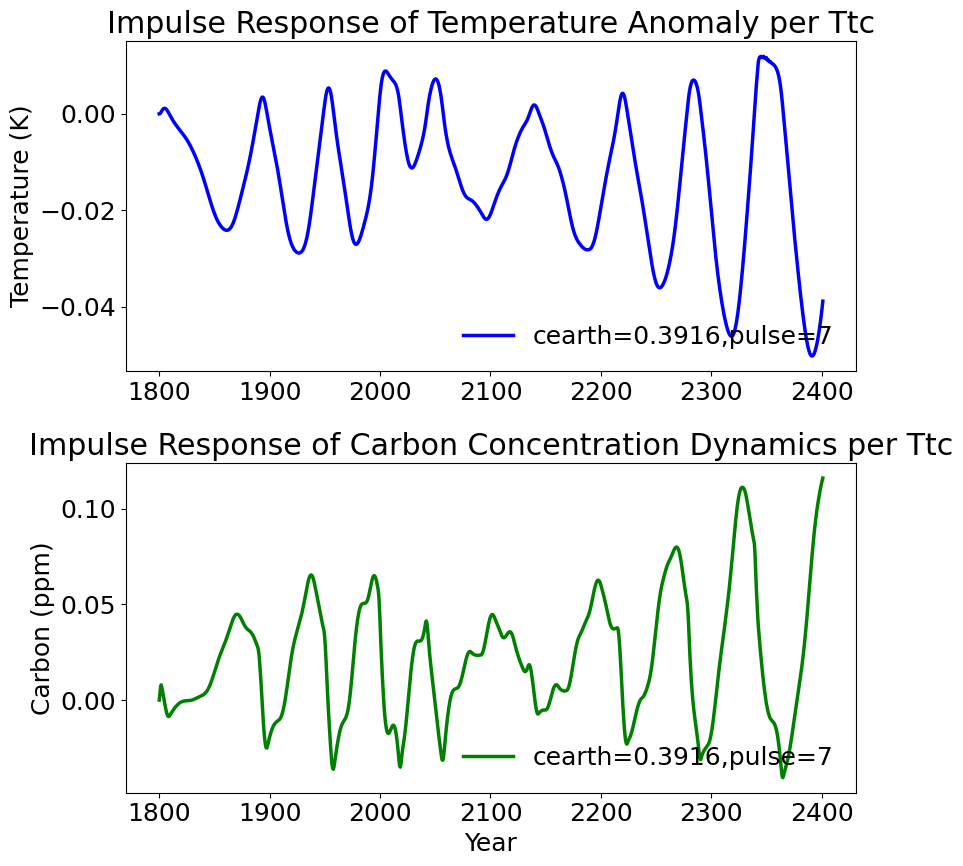 Impulse Response of Temperature Anomaly per Ttc
Temperature (K)
0.00
−0.02
−0.04
cearth=0.3916,pulse=7
1800 1900 2000 2100 2200 2300 2400
Impulse Response of Carbon Concentration Dynamics per Ttc
Carbon (ppm)
0.10
0.05
0.00
cearth=0.3916,pulse=7
1800 1900 2000 2100 2200 2300 2400
Year